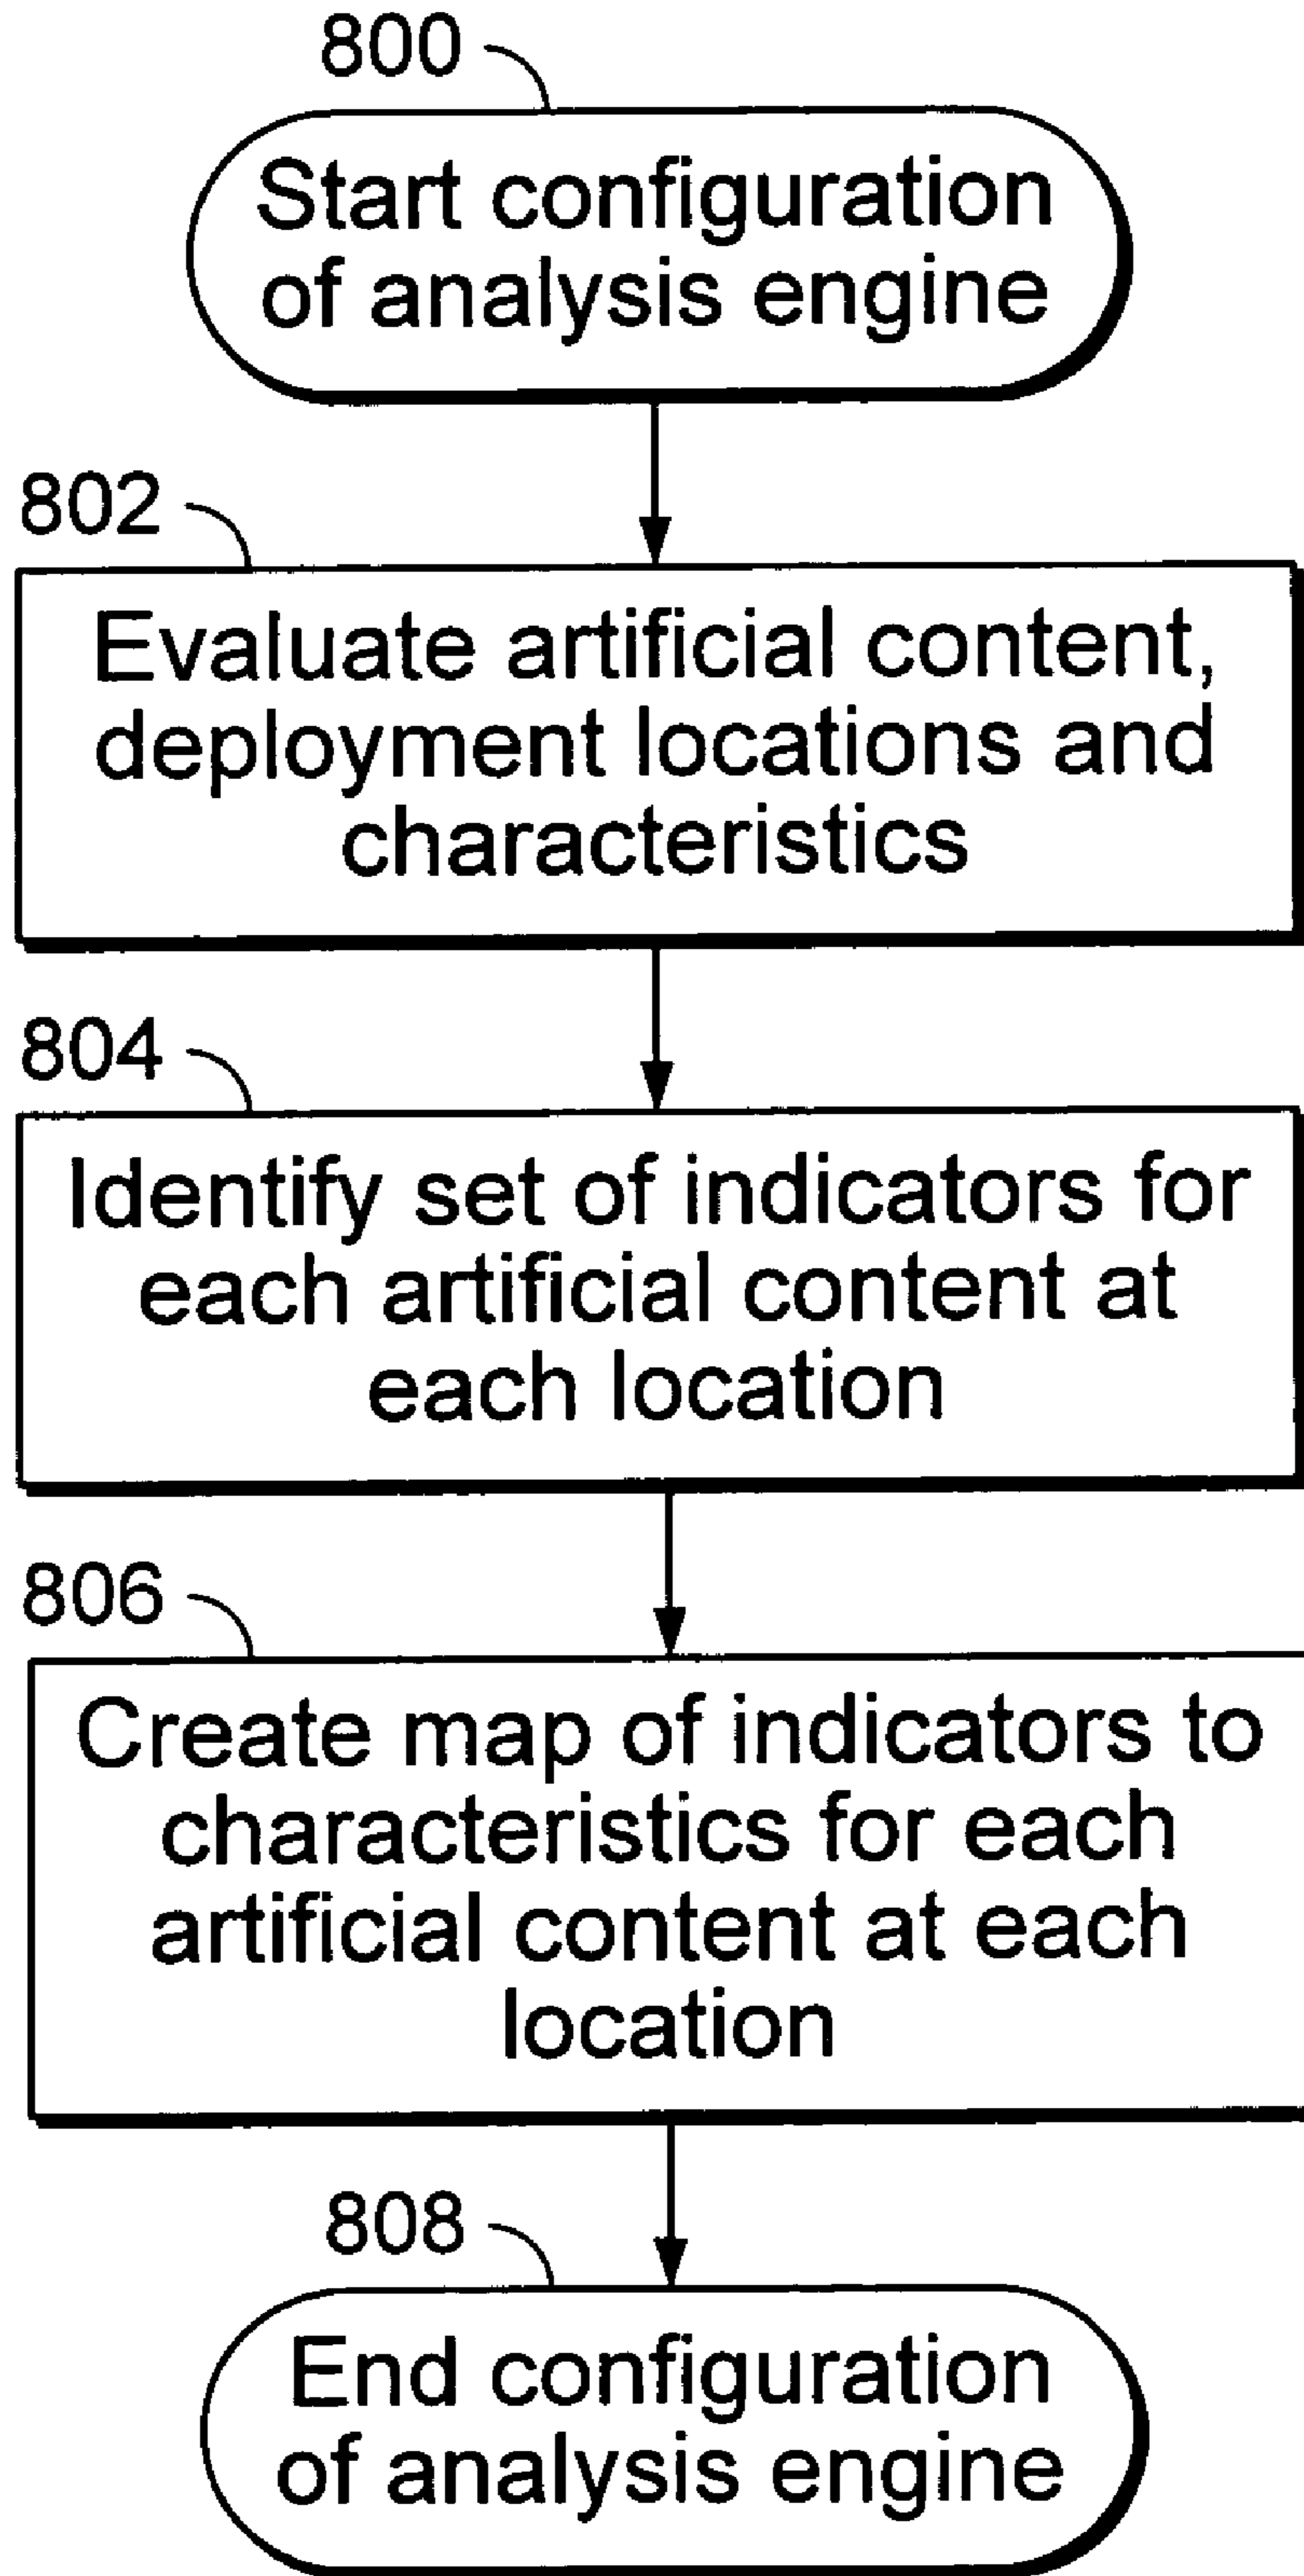 800
Start configuration
of analysis engine
802
Evaluate artificial content,
deployment locations and
characteristics
804
Identify set of indicators for
each artificial content at
each location
806
Create map of indicators to
characteristics for each
artificial content at each
location
808
End configuration
of analysis engine